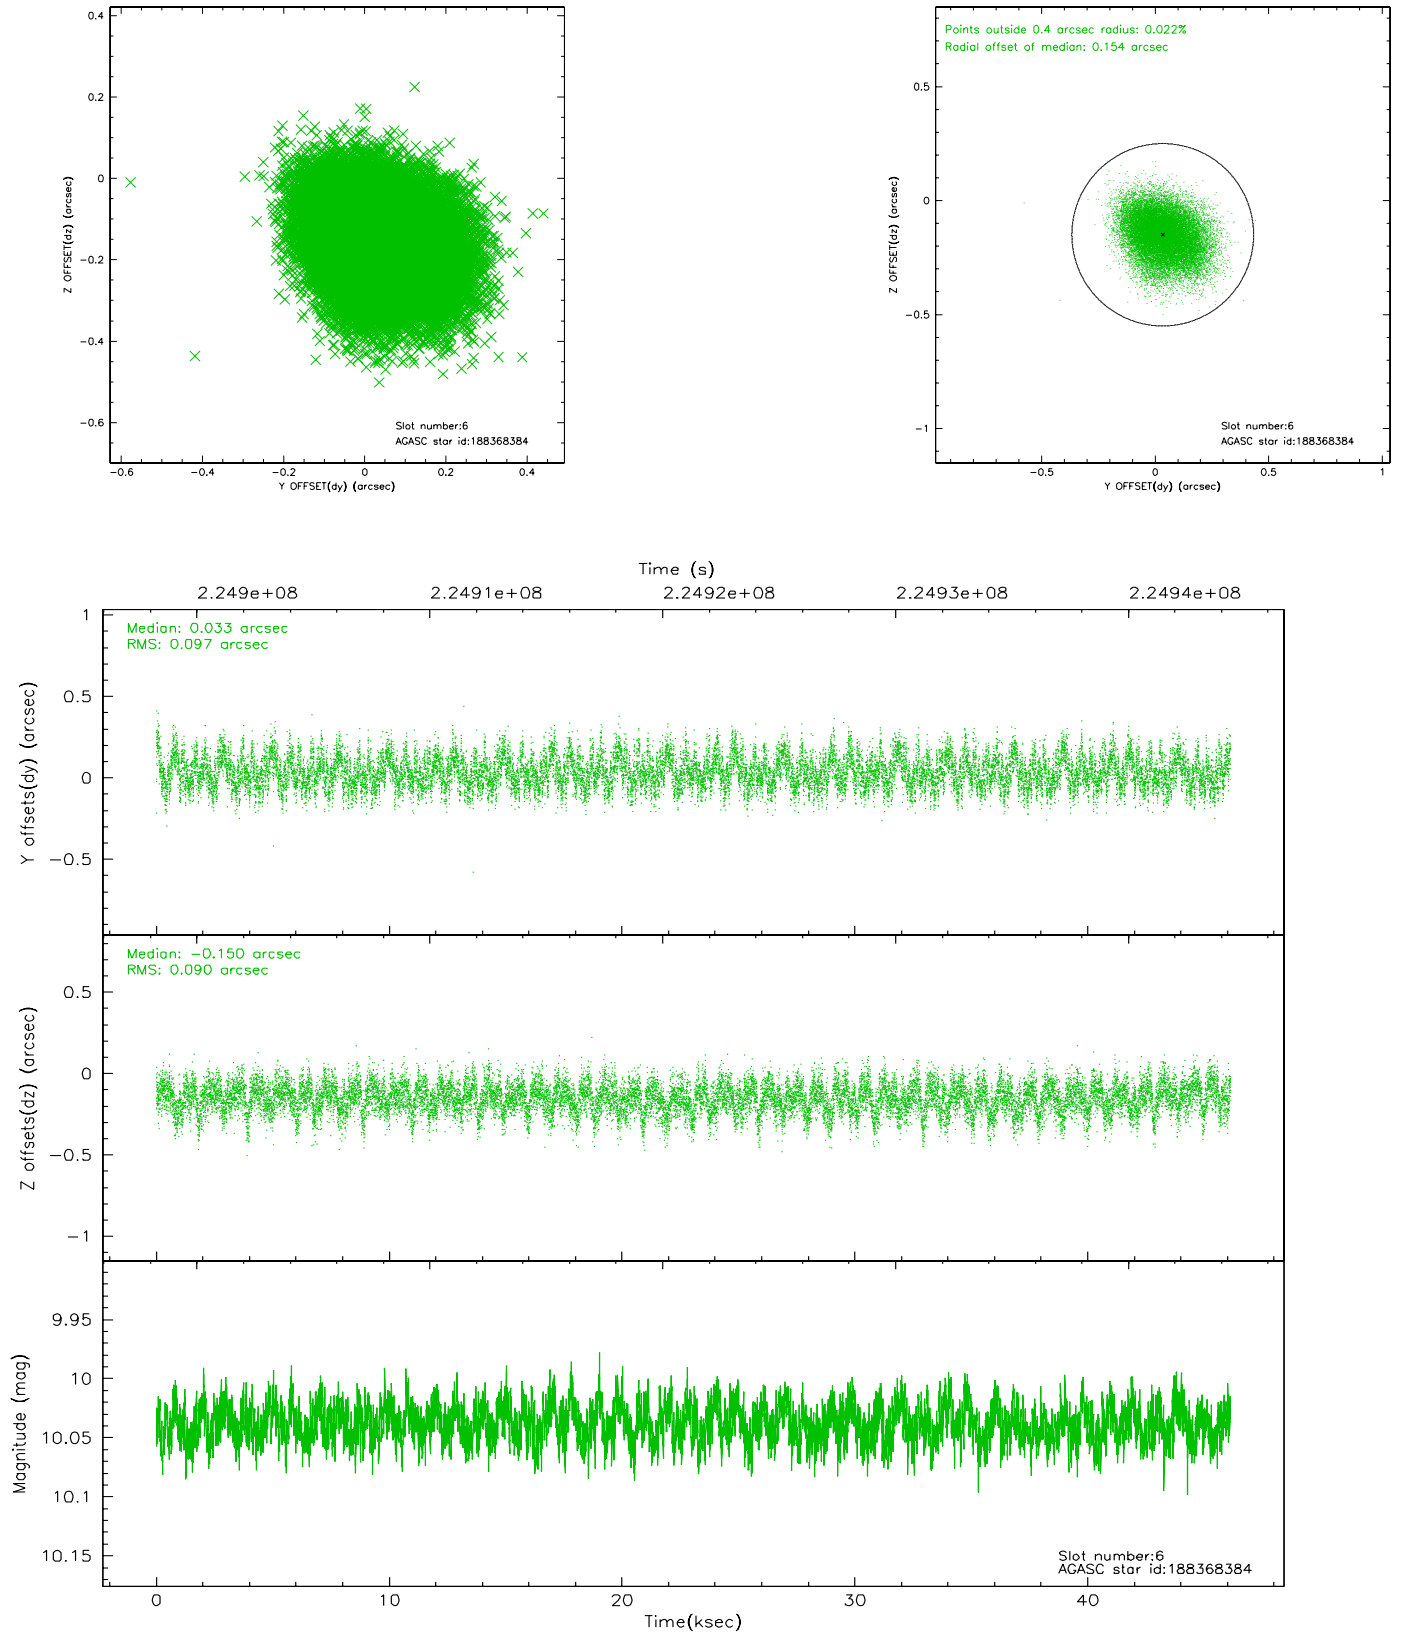 0.4
0.2
0
−0.2
−0.4
−0.6
Z OFFSET(dz) (arcsec)
Slot number:6
AGASC star id:188368384
−0.6 −0.4 −0.2 0 0.2 0.4
Y OFFSET(dy) (arcsec)
Points outside 0.4 arcsec radius: 0.022%
Radial offset of median: 0.154 arcsec
0.5
0
−0.5
−1
Z OFFSET(dz) (arcsec)
Slot number:6
AGASC star id:188368384
−0.5 0 0.5 1
Y OFFSET(dy) (arcsec)
Time (s)
2.249e+08 2.2491e+08 2.2492e+08 2.2493e+08 2.2494e+08
Median: 0.033 arcsec
RMS: 0.097 arcsec
1
0.5
0
−0.5
Y offsets(dy) (arcsec)
Median: −0.150 arcsec
RMS: 0.090 arcsec
0.5
0
−0.5
−1
Z offsets(dz) (arcsec)
9.95
10
10.05
10.1
10.15
Magnitude (mag)
Slot number:6
AGASC star id:188368384
0 10 20 30 40
Time(ksec)